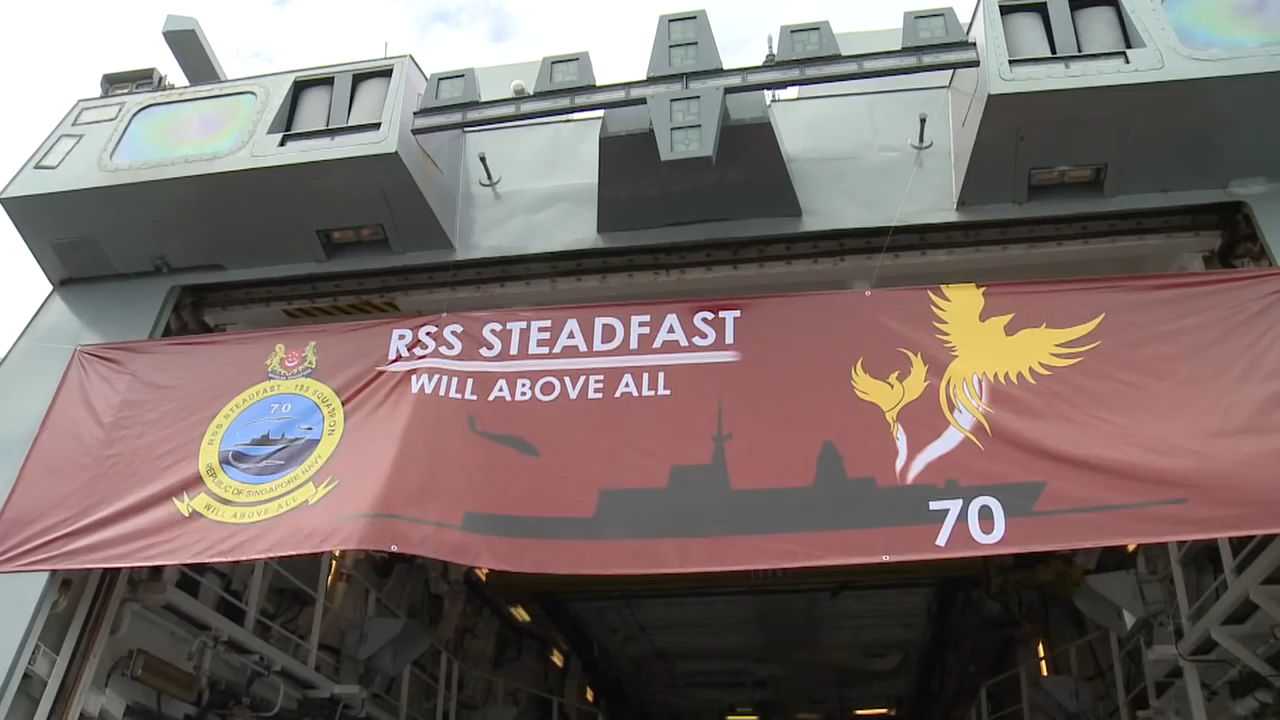 RSS STEADFAST
WILL ABOVE ALL
RSS STEADFAST - 185 SQUADRON
70
REPUBLIC OF SINGAPORE NAVY
WILL ABOVE ALL
70